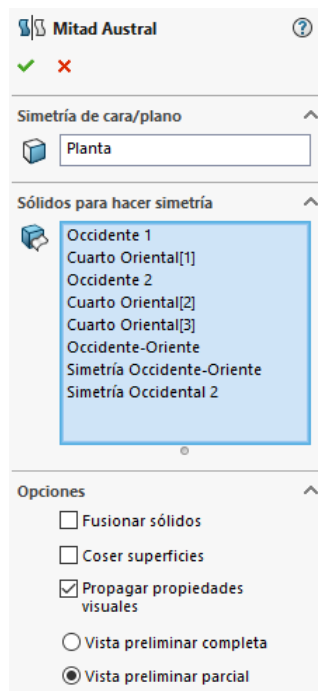 Mitad Austral
Simetría de cara/plano
Planta
Sólidos para hacer simetría
Occidente 1
Cuarto Oriental[1]
Occidente 2
Cuarto Oriental[2]
Cuarto Oriental[3]
Occidente-Oriente
Simetría Occidente-Oriente
Simetría Occidental 2
Opciones
Fusionar sólidos
Coser superficies
Propagar propiedades
visuales
Vista preliminar completa
Vista preliminar parcial